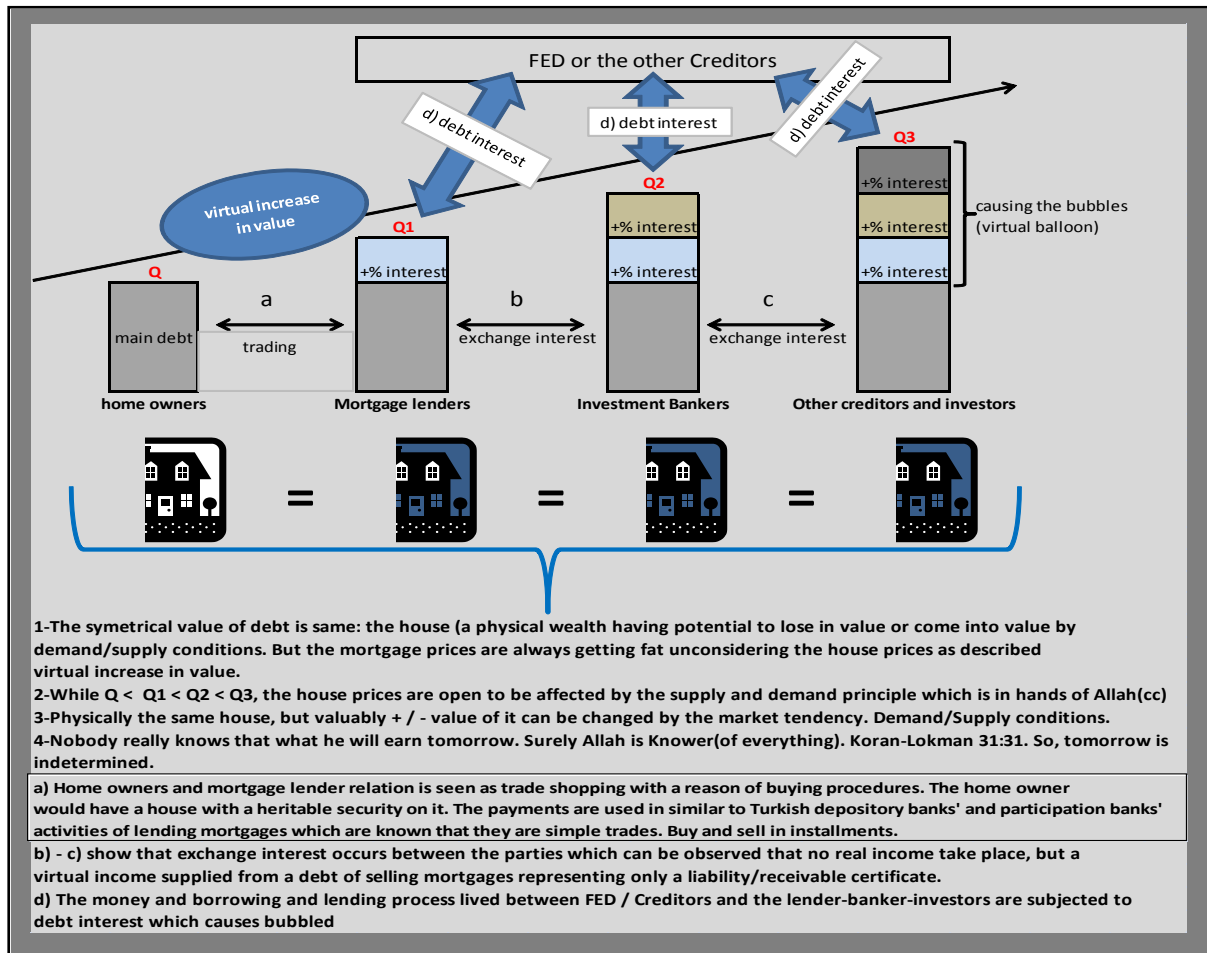 FED or the other Creditors
d) debt interest
d) debt interest
d) debt interest
virtual increase
in value
Q
Q1
Q2
Q3
+% interest
+% interest
+% interest
+% interest
+% interest
+% interest
causing the bubbles
(virtual balloon)
main debt
a
trading
b
exchange interest
c
exchange interest
home owners
Mortgage lenders
Investment Bankers
Other creditors and investors
=
=
=
1-The symetrical value of debt is same: the house (a physical wealth having potential to lose in value or come into value by
demand/supply conditions. But the mortgage prices are always getting fat unconsidering the house prices as described
virtual increase in value.
2-While Q < Q1 < Q2 < Q3, the house prices are open to be affected by the supply and demand principle which is in hands of Allah(cc)
3-Physically the same house, but valuably + / - value of it can be changed by the market tendency. Demand/Supply conditions.
4-Nobody really knows that what he will earn tomorrow. Surely Allah is Knower(of everything). Koran-Lokman 31:31. So, tomorrow is
indetermined.
a) Home owners and mortgage lender relation is seen as trade shopping with a reason of buying procedures. The home owner
would have a house with a heritable security on it. The payments are used in similar to Turkish depository banks' and participation banks'
activities of lending mortgages which are known that they are simple trades. Buy and sell in installments.
b) - c) show that exchange interest occurs between the parties which can be observed that no real income take place, but a
virtual income supplied from a debt of selling mortgages representing only a liability/receivable certificate.
d) The money and borrowing and lending process lived between FED / Creditors and the lender-banker-investors are subjected to
debt interest which causes bubbled